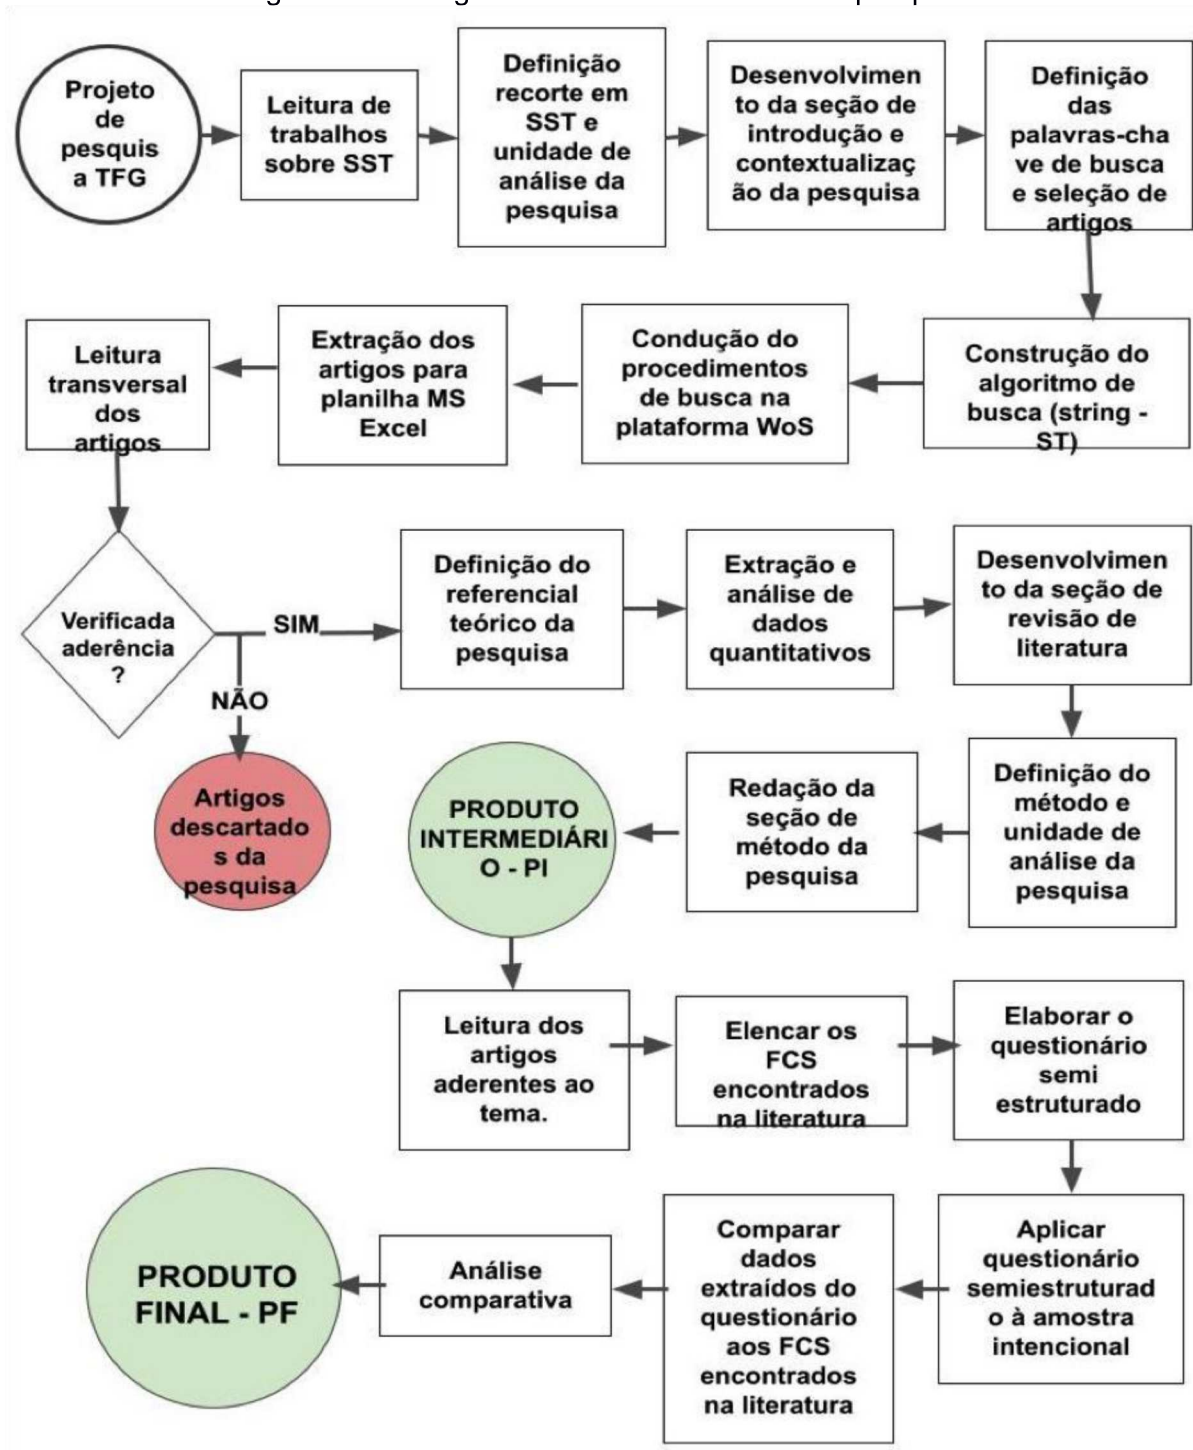 Projeto
de
pesquis
a TFG
Leitura de
trabalhos
sobre SST
Definição
recorte em
SST e
unidade de
análise da
pesquisa
Desenvolvimen
to da seção de
introdução e
contextualizaç
ão da pesquisa
Definição
das
palavras-cha
ve de busca
e seleção de
artigos
Construção do
algoritmo de
busca (string -
ST)
Condução do
procedimentos
de busca na
plataforma WoS
Extração dos
artigos para
planilha MS
Excel
Leitura
transversal
dos
artigos
Verificada
aderência
?
SIM
NÃO
Artigos
descartado
s da
pesquisa
Definição do
referencial
teórico da
pesquisa
Extração e
análise de
dados
quantitativos
Desenvolvimen
to da seção de
revisão de
literatura
Definição do
método e
unidade de
análise da
pesquisa
Redação da
seção de
método da
pesquisa
PRODUTO
INTERMEDIÁRI
O - PI
Leitura dos
artigos
aderentes ao
tema.
Elencar os
FCS
encontrados
na literatura
Elaborar o
questionário
semi
estruturado
Aplicar
questionário
semiestruturad
o à amostra
intencional
Comparar
dados
extraídos do
questionário
aos FCS
encontrados
na literatura
Análise
comparativa
PRODUTO
FINAL - PF